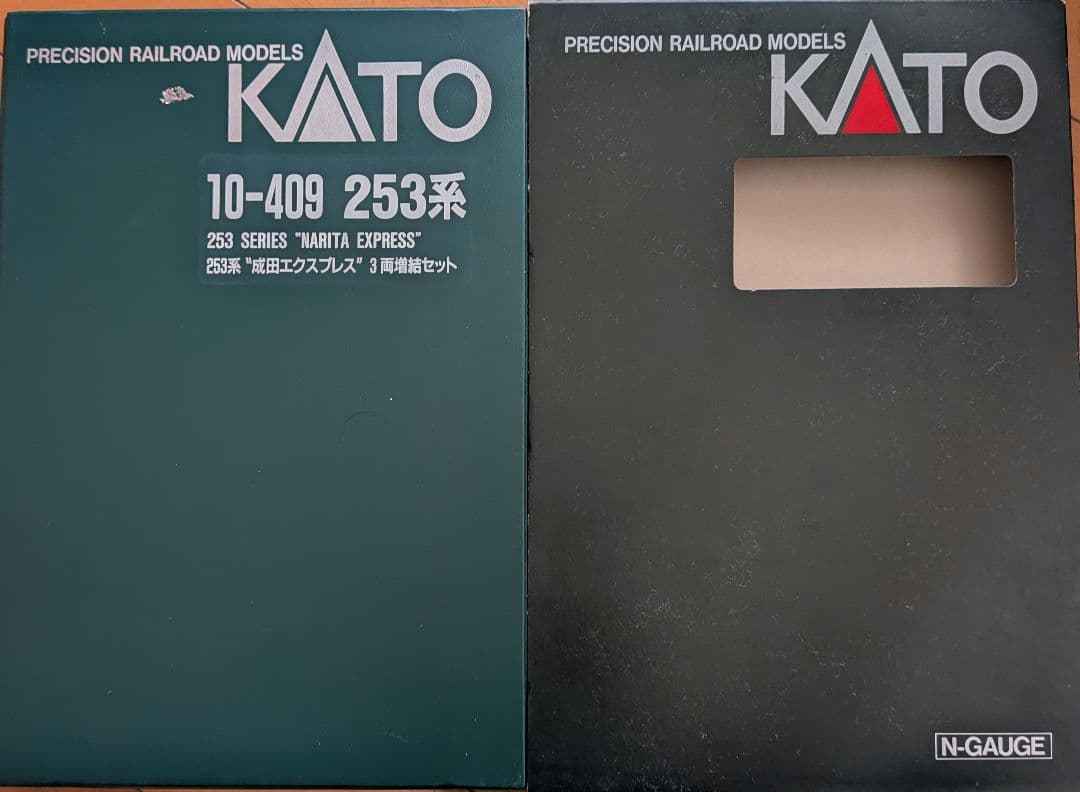 PRECISION RAILROAD MODELS
KATO
10-409 253系
253 SERIES "NARITA EXPRESS"
253系"成田エクスプレス" 3両増結セット
PRECISION RAILROAD MODELS
KATO
N-GAUGE